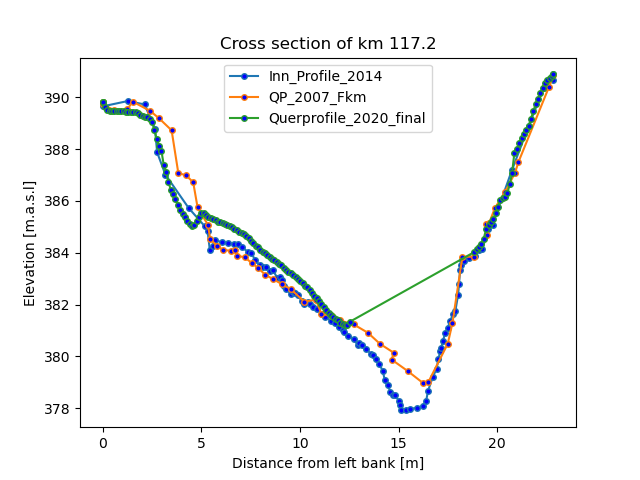 Cross section of km 117.2
Inn_Profile_2014
QP_2007_Fkm
Querprofile_2020_final
Elevation [m.a.s.l]
390
388
386
384
382
380
378
0 5 10 15 20
Distance from left bank [m]